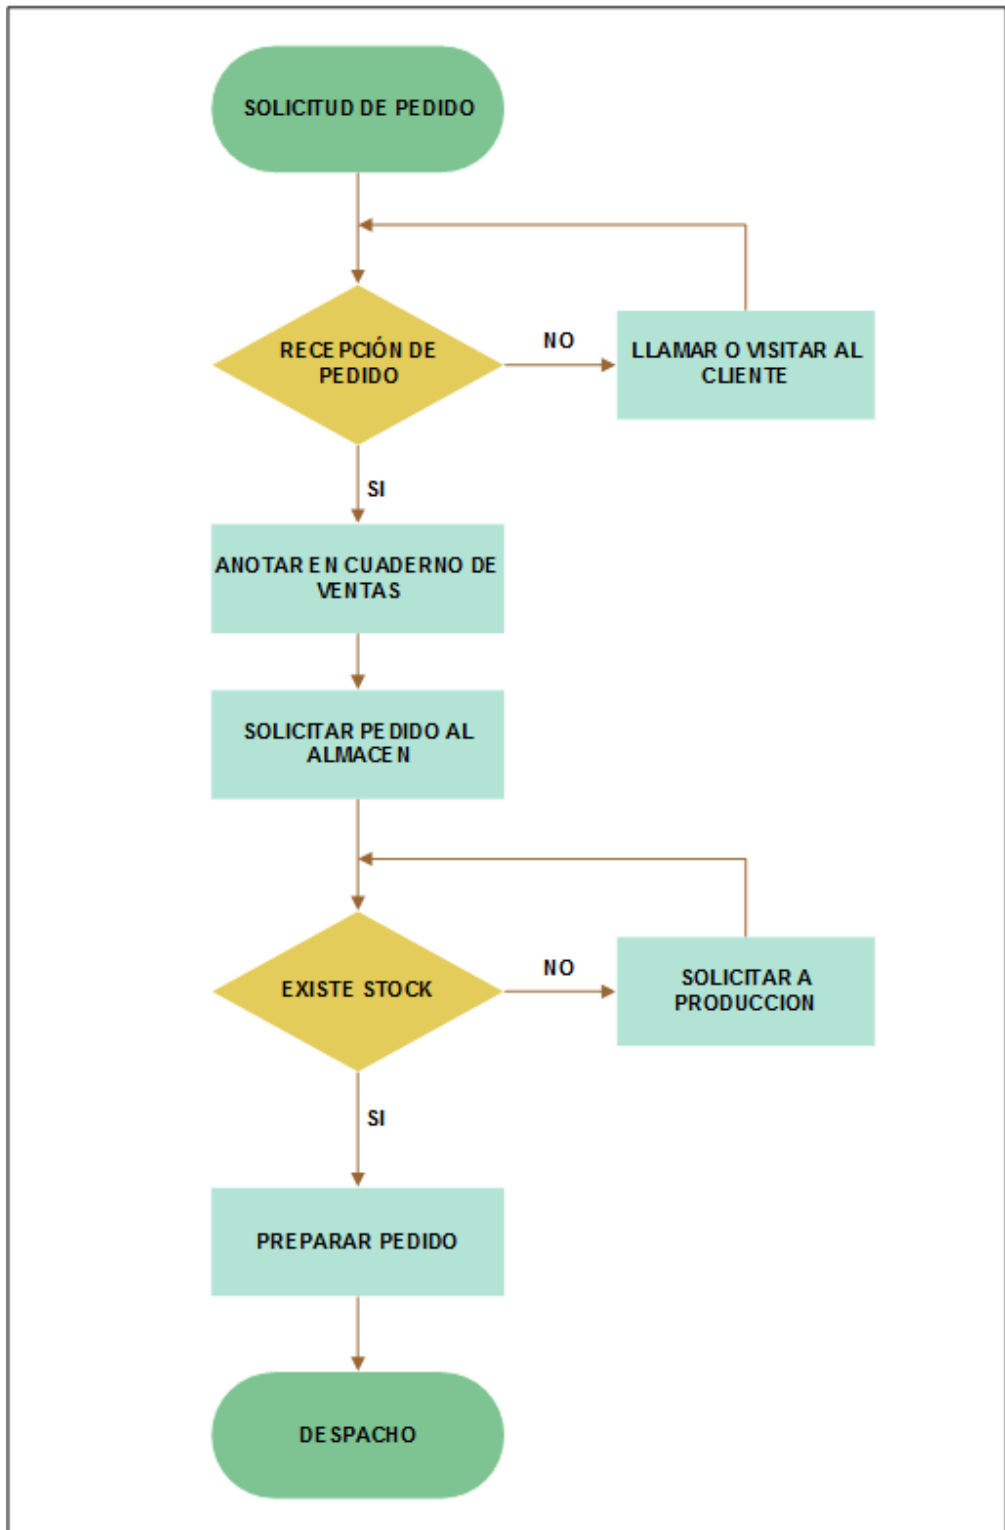 SOLICITUD DE PEDIDO
RECEPCIÓN DE
PEDIDO
NO
LLAMAR O VISITAR AL
CLIENTE
SI
ANOTAR EN CUADERNO DE
VENTAS
SOLICITAR PEDIDO AL
ALMACEN
EXISTE STOCK
NO
SOLICITAR A
PRODUCCION
SI
PREPARAR PEDIDO
DESPACHO